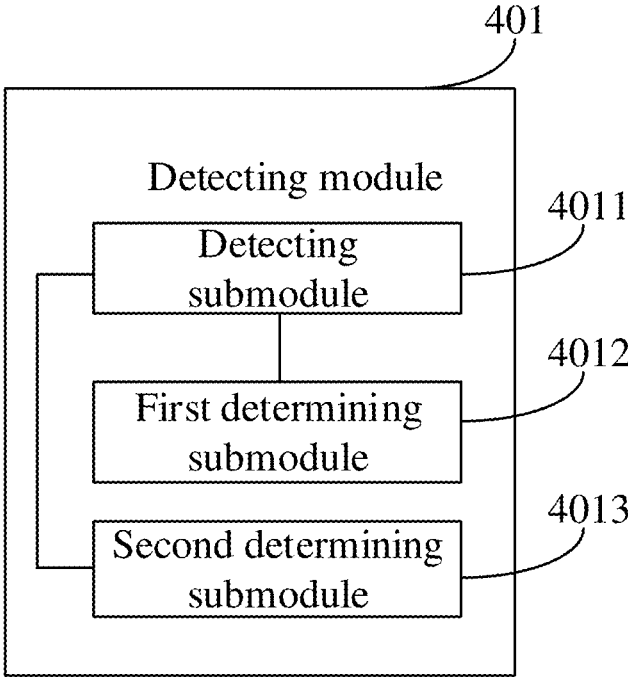 401
Detecting module
4011
Detecting
submodule
4012
First determining
submodule
4013
Second determining
submodule